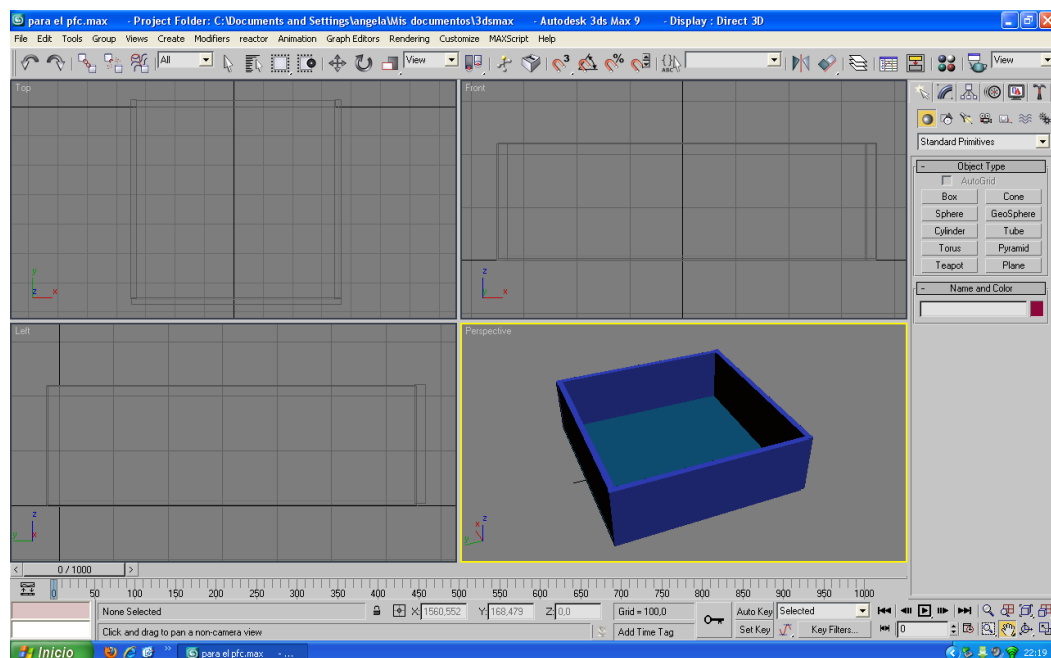 para el pfc.max - Project Folder: C:\Documents and Settings\angela\Mis documentos\3dsmax - Autodesk 3ds Max 9 - Display : Direct 3D
File Edit Tools Group Views Create Modifiers reactor Animation Graph Editors Rendering Customize MAXScript Help
All View View
Top Front
Standard Primitives
- Object Type
AutoGrid
Box Cone
Sphere GeoSphere
Cylinder Tube
Torus Pyramid
Teapot Plane
- Name and Color
y z x
z y x
Left Perspective
z y x
z x y
< 0 / 1000 >
0 50 100 150 200 250 300 350 400 450 500 550 600 650 700 750 800 850 900 950 1000
None Selected X: 1560,552 Y: 168,479 Z: 0,0 Grid = 100,0 Auto Key Selected
Click and drag to pan a non-camera view Add Time Tag Set Key Key Filters... 0
Inicio » para el pfc.max - ... 22:19